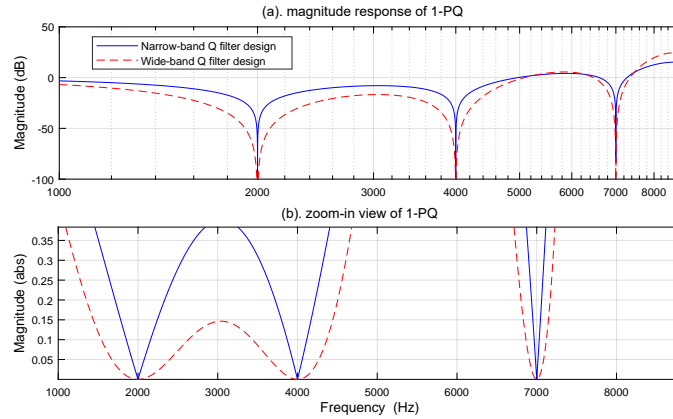 (a). magnitude response of 1-PQ
Magnitude (dB)
0
-50
-100
Narrow-band Q filter design
Wide-band Q filter design
1000 2000 3000 4000 5000 6000 7000 8000
(b). zoom-in view of 1-PQ
Magnitude (abs)
0.35
0.3
0.25
0.2
0.15
0.1
0.05
1000 2000 3000 4000 5000 6000 7000 8000
Frequency (Hz)